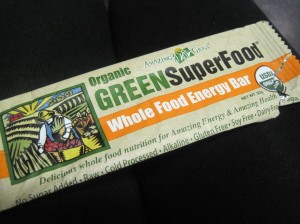 AMAZING GRASS
Organic
GREEN SuperFood
Whole Food Energy Bar
USDA
Delicious whole food nutrition for Amazing Energy & Amazing Health
No Sugar Added • Raw • Cold Processed • Alkaline • Gluten Free • Soy Free • Dairy Free